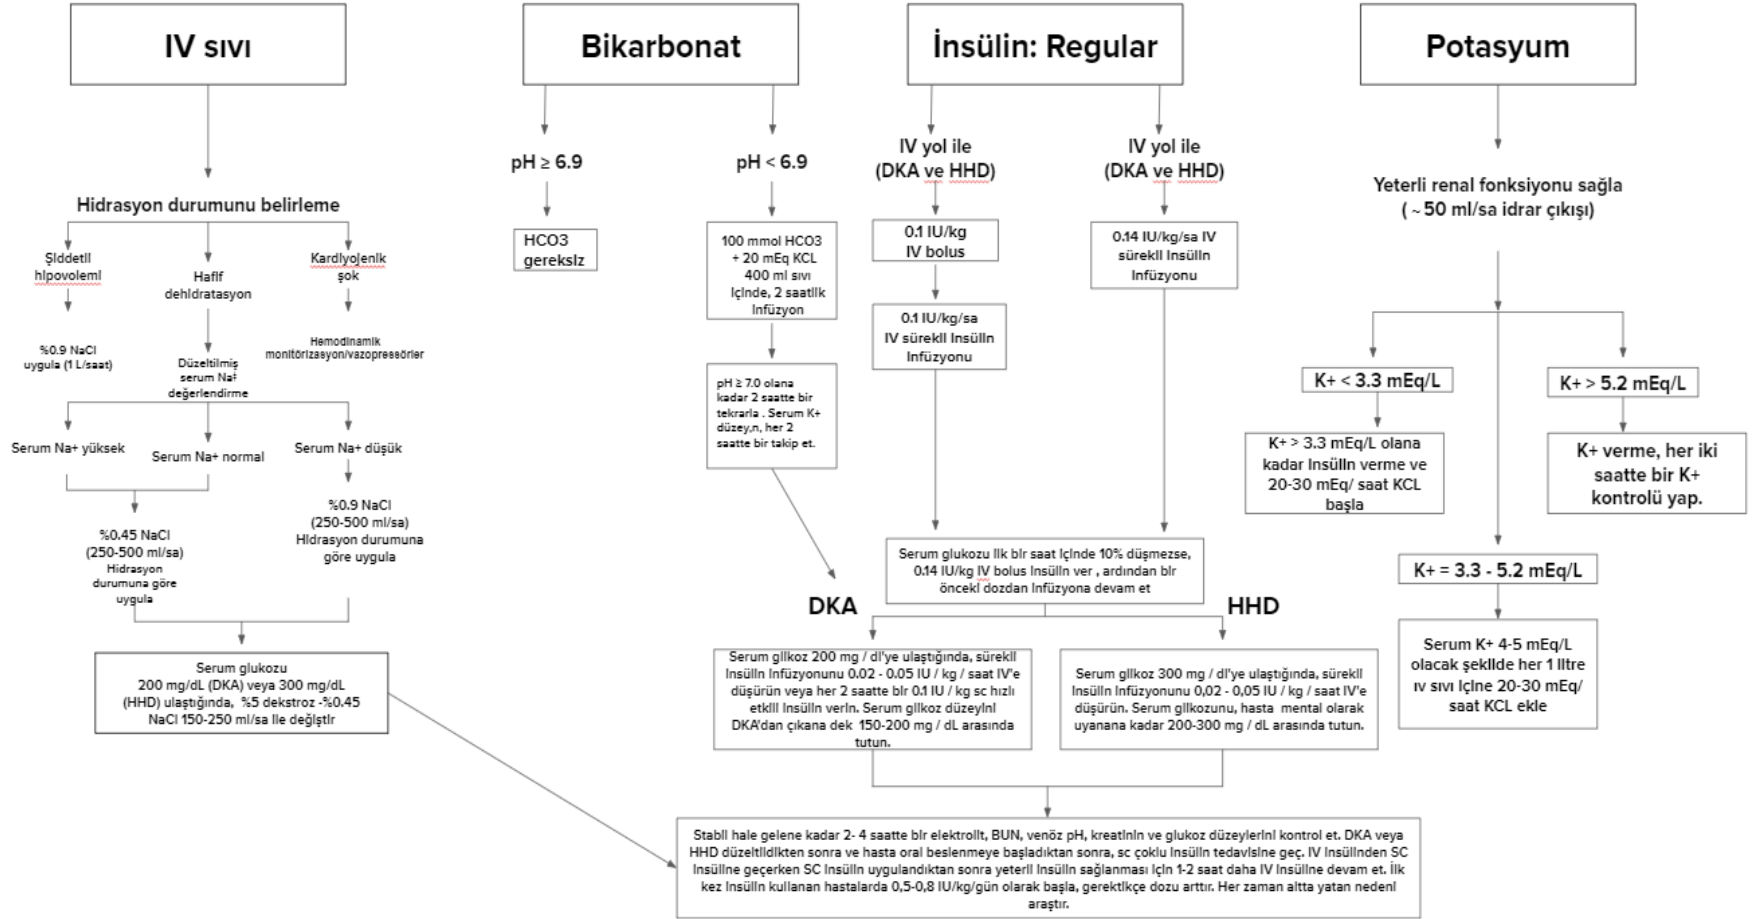 IV sıvı
Hidrasyon durumunu belirleme
Şiddetli
hipovolemi
Hafif
dehidratasyon
Kardiyojenik
şok
%0.9 NaCl
uygula (1 L/saat)
Düzeltilmiş
serum Na+
değerlendirme
Hemodinamik
monitörizasyon/vazopressörler
Serum Na+ yüksek
Serum Na+ normal
Serum Na+ düşük
%0.45 NaCl
(250-500 ml/sa)
Hidrasyon
durumuna göre
uygula
%0.9 NaCl
(250-500 ml/sa)
Hidrasyon durumuna
göre uygula
Serum glukozu
200 mg/dL (DKA) veya 300 mg/dL
(HHD) ulaştığında, %5 dekstroz -%0.45
NaCl 150-250 ml/sa ile değiştir
Bikarbonat
pH ≥ 6.9
HCO3
gereksiz
pH < 6.9
100 mmol HCO3
+ 20 mEq KCL
400 ml sıvı
içinde, 2 saatlik
infüzyon
pH ≥ 7.0 olana
kadar 2 saatte bir
tekrarla . Serum K+
düzey,n, her 2
saatte bir takip et.
İnsülin: Regular
IV yol ile
(DKA ve HHD)
0.1 IU/kg
IV bolus
0.1 IU/kg/sa
IV sürekli insülin
infüzyonu
IV yol ile
(DKA ve HHD)
0.14 IU/kg/sa IV
sürekli insülin
infüzyonu
Serum glukozu ilk bir saat içinde 10% düşmezse,
0.14 IU/kg IV bolus insülin ver , ardından bir
önceki dozdan infüzyona devam et
DKA
Serum glikoz 200 mg / dl'ye ulaştığında, sürekli
insülin infüzyonunu 0.02 - 0.05 IU / kg / saat IV'e
düşürün veya her 2 saatte bir 0.1 IU / kg sc hızlı
etkili insülin verin. Serum glikoz düzeyini
DKA'dan çıkana dek 150-200 mg / dL arasında
tutun.
HHD
Serum glikoz 300 mg / dl'ye ulaştığında, sürekli
insülin infüzyonunu 0,02 - 0,05 IU / kg / saat IV'e
düşürün. Serum glikozunu, hasta mental olarak
uyanana kadar 200-300 mg / dL arasında tutun.
Potasyum
Yeterli renal fonksiyonu sağla
( ~ 50 ml/sa idrar çıkışı)
K+ < 3.3 mEq/L
K+ > 3.3 mEq/L olana
kadar insülin verme ve
20-30 mEq/ saat KCL
başla
K+ > 5.2 mEq/L
K+ verme, her iki
saatte bir K+
kontrolü yap.
K+ = 3.3 - 5.2 mEq/L
Serum K+ 4-5 mEq/L
olacak şekilde her 1 litre
ıv sıvı içine 20-30 mEq/
saat KCL ekle
Stabil hale gelene kadar 2- 4 saatte bir elektrolit, BUN, venöz pH, kreatinin ve glukoz düzeylerini kontrol et. DKA veya
HHD düzeltildikten sonra ve hasta oral beslenmeye başladıktan sonra, sc çoklu insülin tedavisine geç. IV insülinden SC
insüline geçerken SC insülin uygulandıktan sonra yeterli insülin sağlanması için 1-2 saat daha IV insüline devam et. İlk
kez insülin kullanan hastalarda 0,5-0,8 IU/kg/gün olarak başla, gerektikçe dozu arttır. Her zaman altta yatan nedeni
araştır.